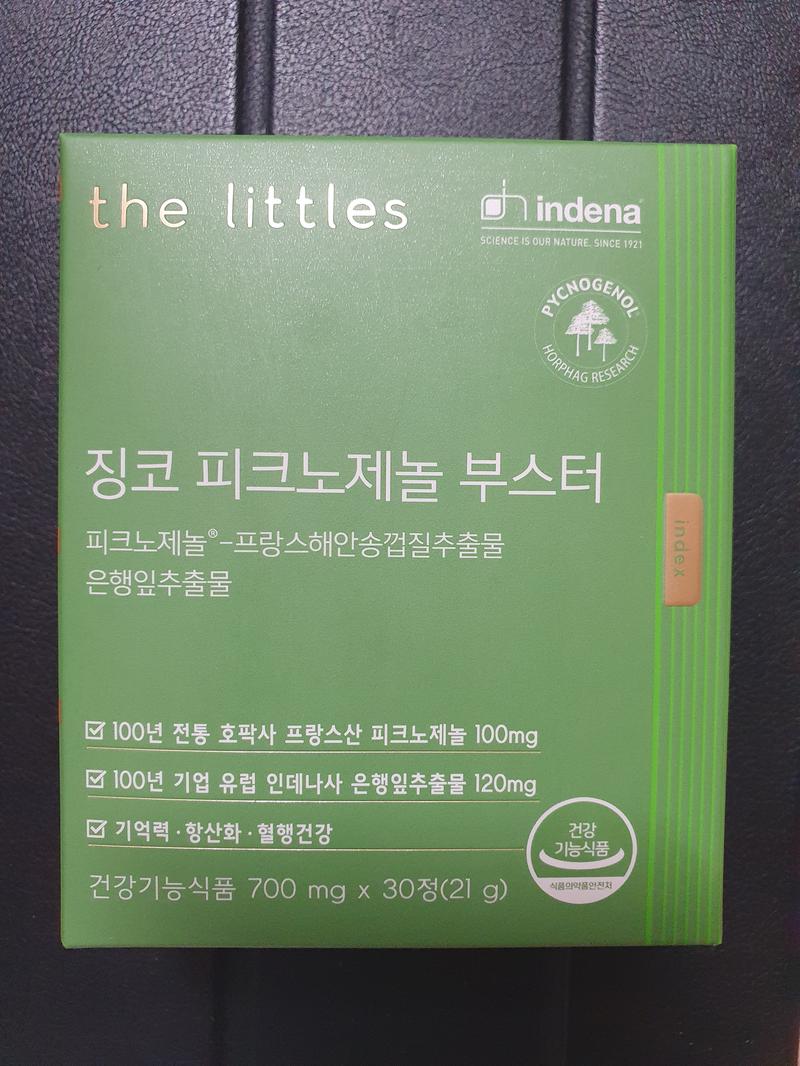 the littles
indena
SCIENCE IS OUR NATURE. SINCE 1921
PYCNOGENOL®
HORPHAG RESEARCH
징코 피크노제놀 부스터
피크노제놀®-프랑스해안송껍질추출물
은행잎추출물
index
100년 전통 호팍사 프랑스산 피크노제놀 100mg
100년 기업 유럽 인데나사 은행잎추출물 120mg
기억력·항산화·혈행건강
건강
기능식품
식품의약품안전처
건강기능식품 700 mg x 30정(21 g)